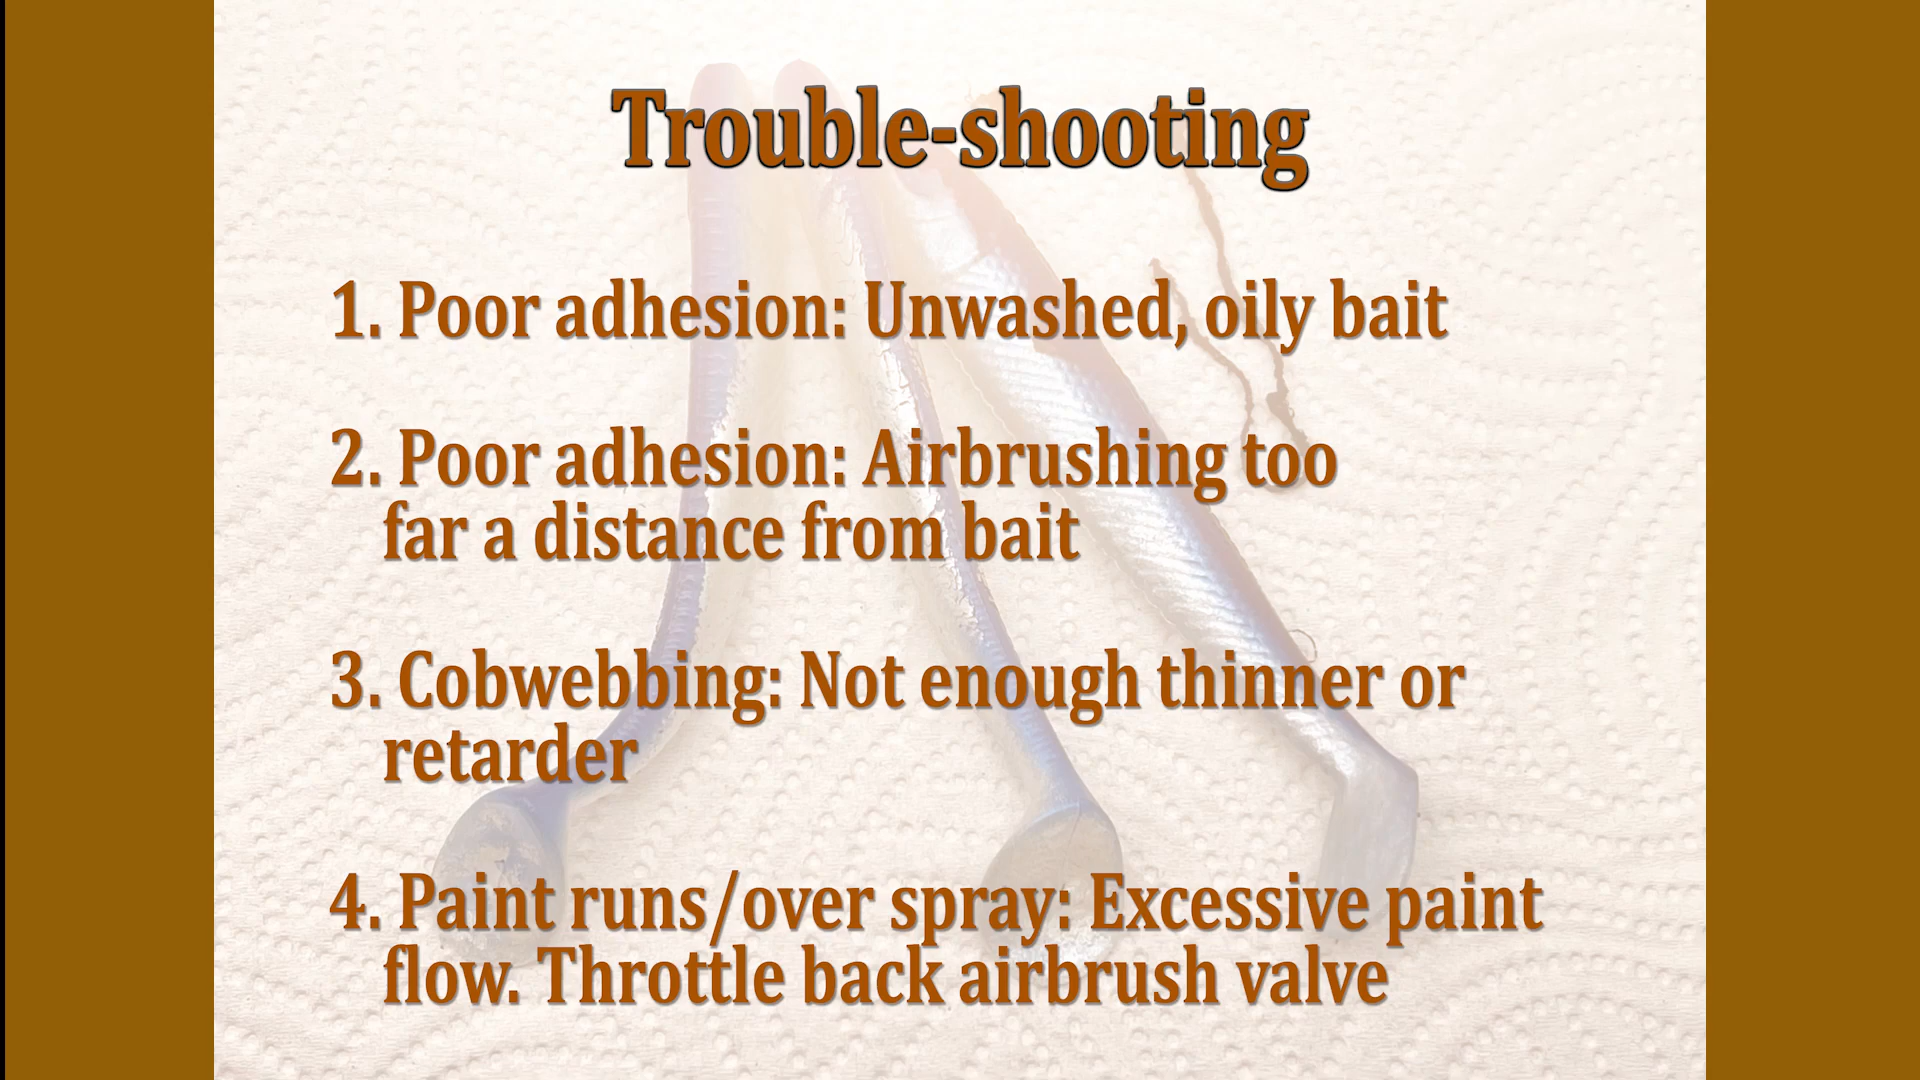 Trouble-shooting
1. Poor adhesion: Unwashed, oily bait
2. Poor adhesion: Airbrushing too
far a distance from bait
3. Cobwebbing: Not enough thinner or
retarder
4. Paint runs/over spray: Excessive paint
flow. Throttle back airbrush valve